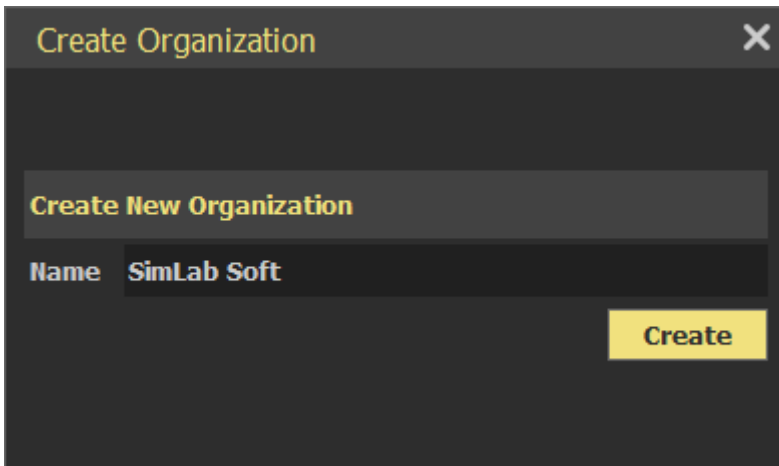 Create Organization
Create New Organization
Name SimLab Soft
Create